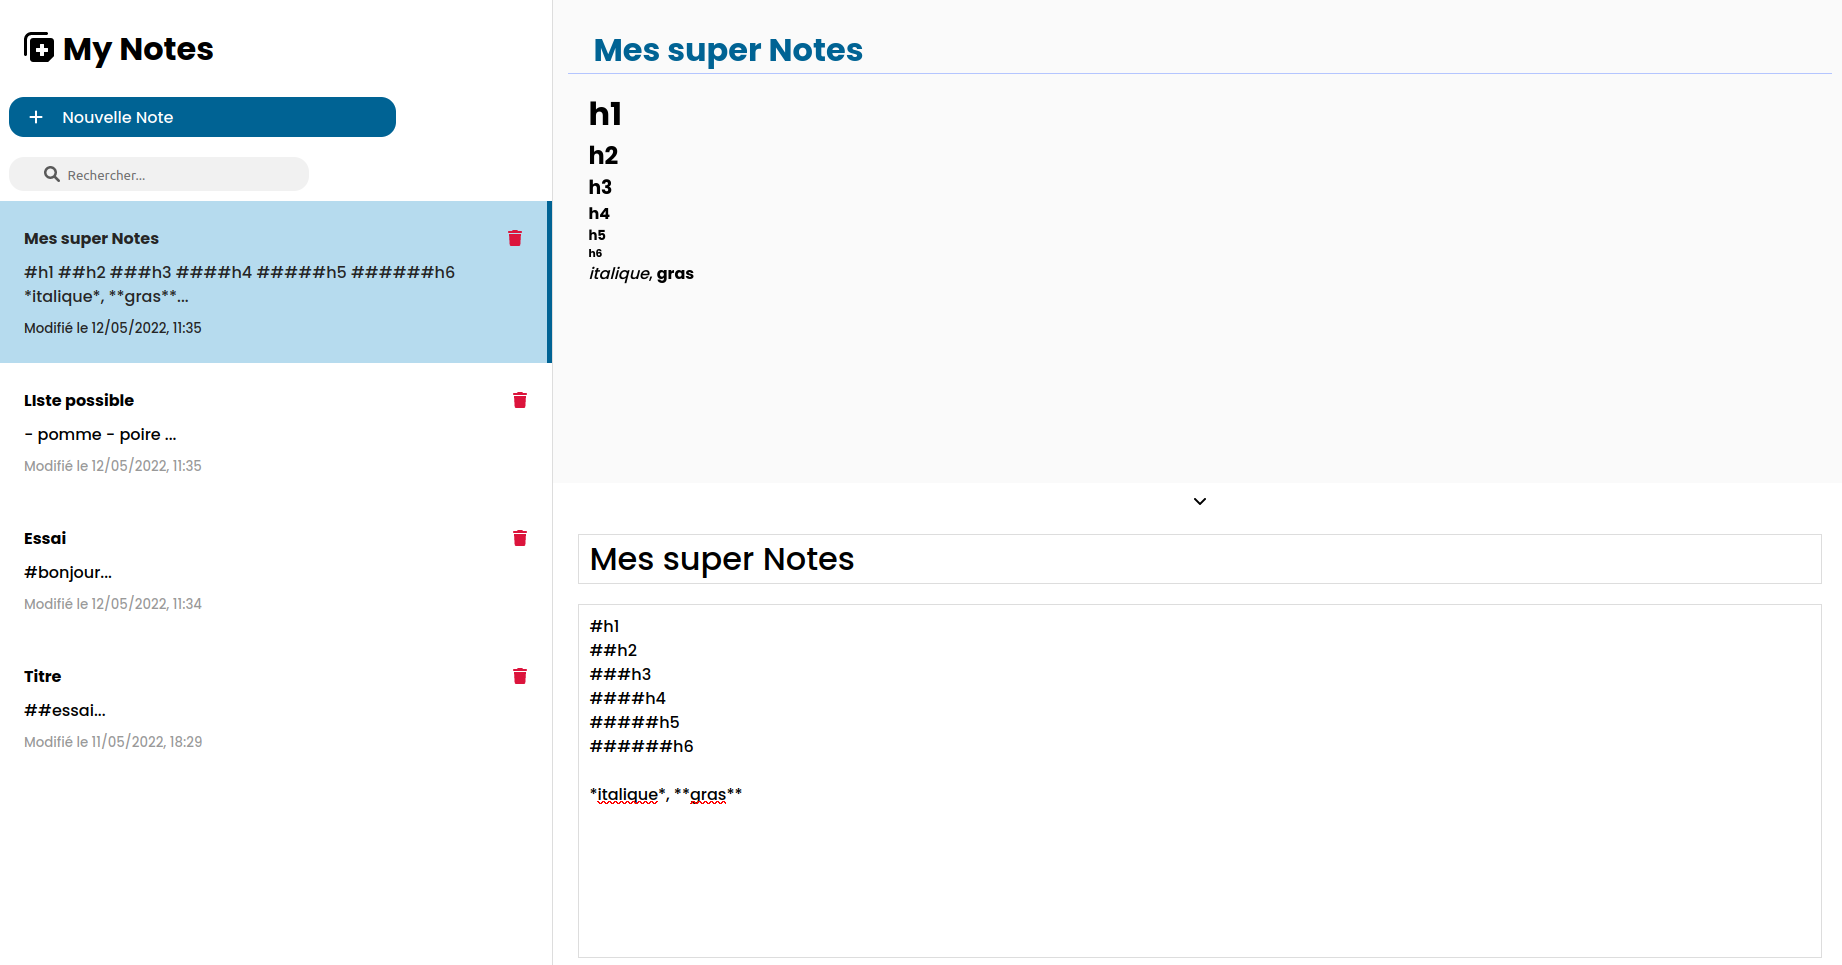 My Notes
Nouvelle Note
Rechercher...
Mes super Notes
#h1 ##h2 ###h3 ####h4 #####h5 ######h6
*italique*, **gras**...
Modifié le 12/05/2022, 11:35
LIste possible
- pomme - poire ...
Modifié le 12/05/2022, 11:35
Essai
#bonjour...
Modifié le 12/05/2022, 11:34
Titre
##essai...
Modifié le 11/05/2022, 18:29
Mes super Notes
h1
h2
h3
h4
h5
h6
italique, gras
Mes super Notes
#h1
##h2
###h3
####h4
#####h5
######h6
*italique*, **gras**